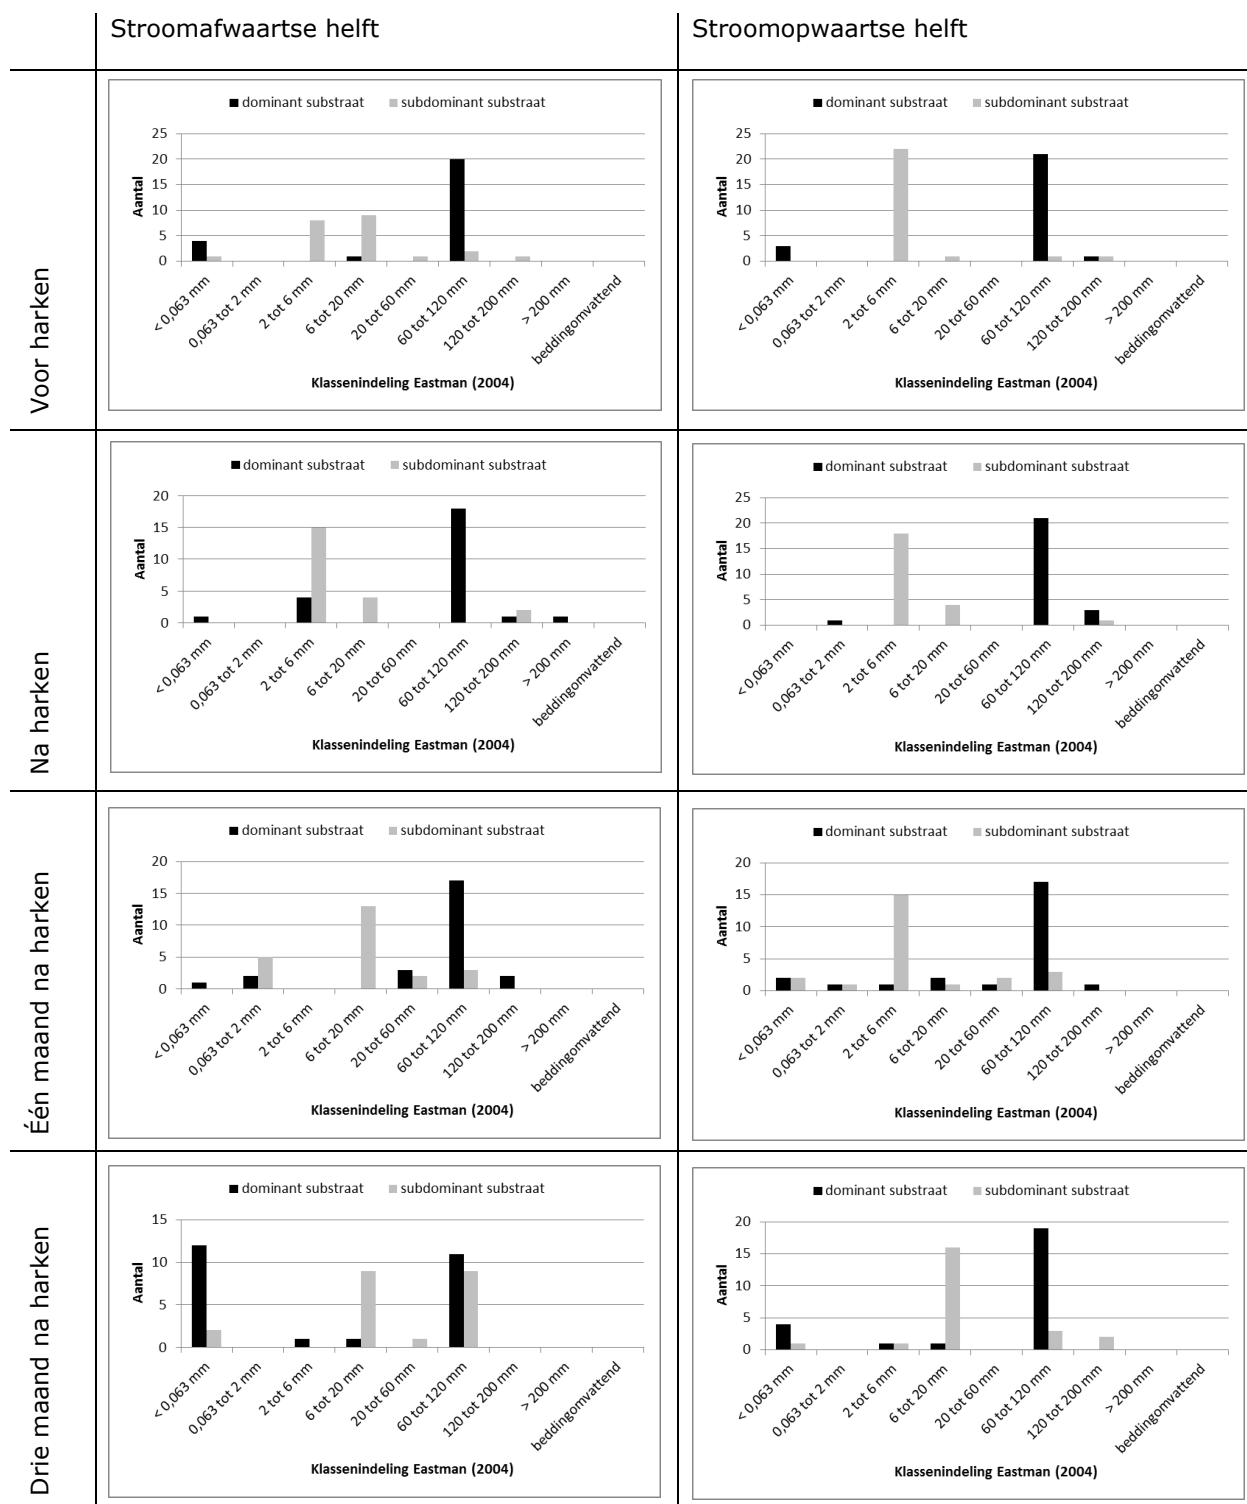 Stroomafwaartse helft
Stroomopwaartse helft
Voor harken
dominant substraat subdominant substraat
25
20
15
10
5
0
Aantal
< 0,063 mm
0,063 tot 2 mm
2 tot 6 mm
6 tot 20 mm
20 tot 60 mm
60 tot 120 mm
120 tot 200 mm
> 200 mm
beddingomvattend
Klassenindeling Eastman (2004)
dominant substraat subdominant substraat
25
20
15
10
5
0
Aantal
< 0,063 mm
0,063 tot 2 mm
2 tot 6 mm
6 tot 20 mm
20 tot 60 mm
60 tot 120 mm
120 tot 200 mm
> 200 mm
beddingomvattend
Klassenindeling Eastman (2004)
Na harken
dominant substraat subdominant substraat
20
15
10
5
0
Aantal
< 0,063 mm
0,063 tot 2 mm
2 tot 6 mm
6 tot 20 mm
20 tot 60 mm
60 tot 120 mm
120 tot 200 mm
> 200 mm
beddingomvattend
Klassenindeling Eastman (2004)
dominant substraat subdominant substraat
25
20
15
10
5
0
Aantal
< 0,063 mm
0,063 tot 2 mm
2 tot 6 mm
6 tot 20 mm
20 tot 60 mm
60 tot 120 mm
120 tot 200 mm
> 200 mm
beddingomvattend
Klassenindeling Eastman (2004)
Één maand na harken
dominant substraat subdominant substraat
20
15
10
5
0
Aantal
< 0,063 mm
0,063 tot 2 mm
2 tot 6 mm
6 tot 20 mm
20 tot 60 mm
60 tot 120 mm
120 tot 200 mm
> 200 mm
beddingomvattend
Klassenindeling Eastman (2004)
dominant substraat subdominant substraat
20
15
10
5
0
Aantal
< 0,063 mm
0,063 tot 2 mm
2 tot 6 mm
6 tot 20 mm
20 tot 60 mm
60 tot 120 mm
120 tot 200 mm
> 200 mm
beddingomvattend
Klassenindeling Eastman (2004)
Drie maand na harken
dominant substraat subdominant substraat
15
10
5
0
Aantal
< 0,063 mm
0,063 tot 2 mm
2 tot 6 mm
6 tot 20 mm
20 tot 60 mm
60 tot 120 mm
120 tot 200 mm
> 200 mm
beddingomvattend
Klassenindeling Eastman (2004)
dominant substraat subdominant substraat
20
15
10
5
0
Aantal
< 0,063 mm
0,063 tot 2 mm
2 tot 6 mm
6 tot 20 mm
20 tot 60 mm
60 tot 120 mm
120 tot 200 mm
> 200 mm
beddingomvattend
Klassenindeling Eastman (2004)